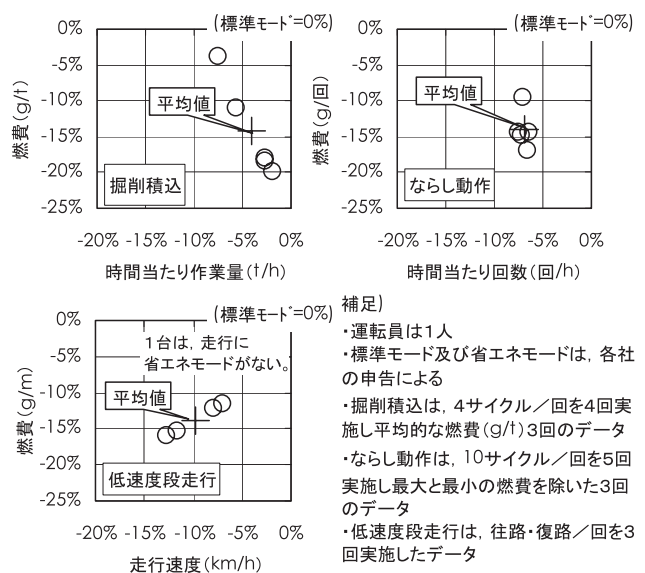 (標準モード=0%)
0%
-5%
-10%
-15%
-20%
-25%
燃費(g/t)
平均値
掘削積込
-20% -15% -10% -5% 0%
時間当たり作業量(t/h)
(標準モード=0%)
0%
-5%
-10%
-15%
-20%
-25%
燃費(g/回)
平均値
ならし動作
-20% -15% -10% -5% 0%
時間当たり回数(回/h)
(標準モード=0%)
0%
-5%
-10%
-15%
-20%
-25%
燃費(g/m)
1台は，走行に
省エネモードがない。
平均値
低速度段走行
-20% -15% -10% -5% 0%
走行速度(km/h)
補足)
・運転員は1人
・標準モード及び省エネモードは，各社
の申告による
・掘削積込は，4サイクル／回を4回実
施し平均的な燃費(g/t)3回のデータ
・ならし動作は，10サイクル／回を5回
実施し最大と最小の燃費を除いた3回
のデータ
・低速度段走行は，往路・復路／回を3
回実施したデータ